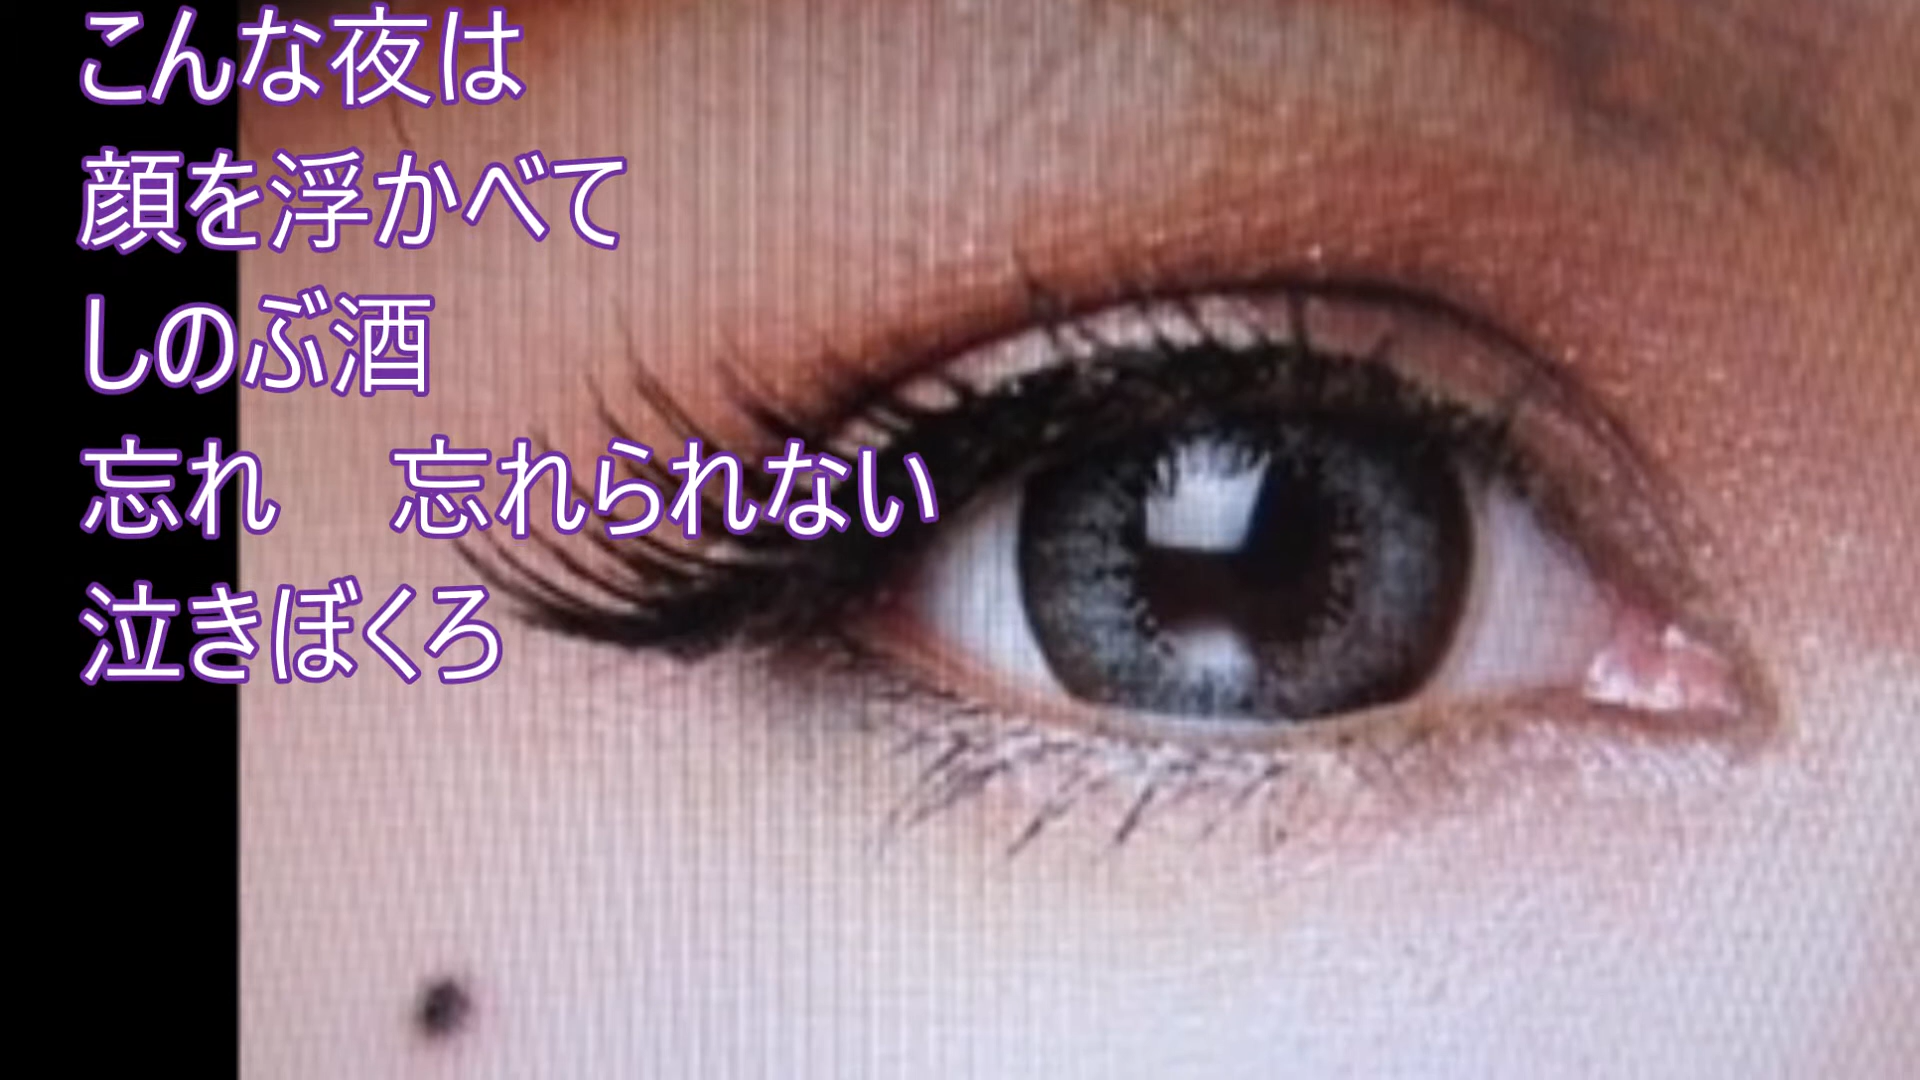 こんな夜は
顔を浮かべて
しのぶ酒
忘れ　忘れられない
泣きぼくろ